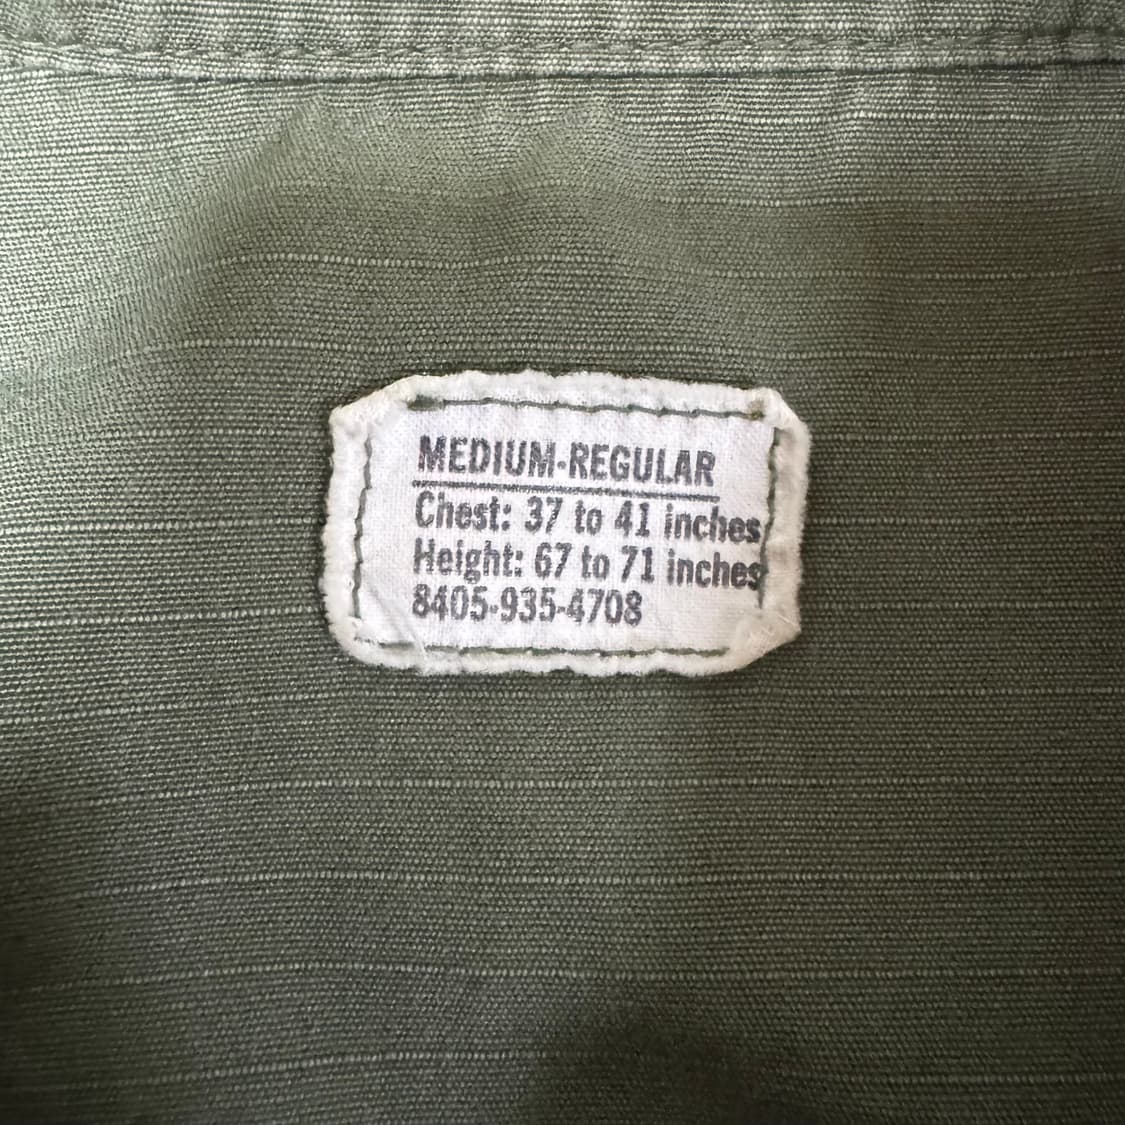 MEDIUM-REGULAR
Chest: 37 to 41 inches
Height: 67 to 71 inches
8405-935-4708